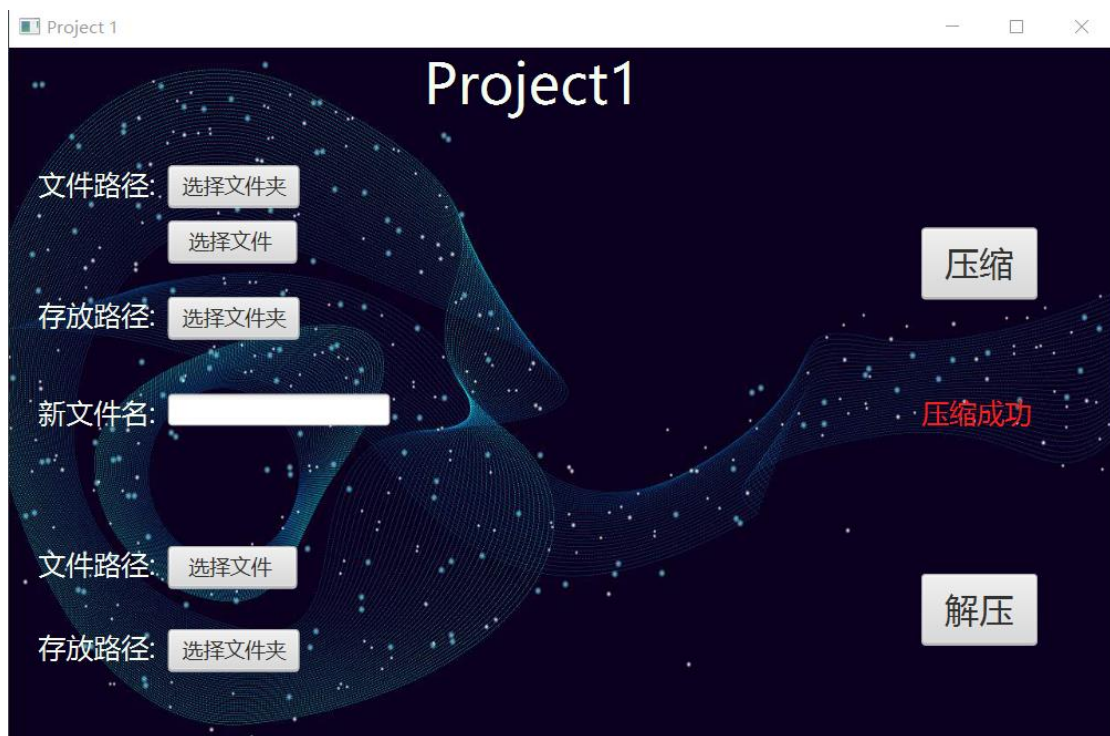 Project 1
Project1
文件路径: 选择文件夹
选择文件
压缩
存放路径: 选择文件夹
新文件名:
压缩成功
文件路径: 选择文件
解压
存放路径: 选择文件夹